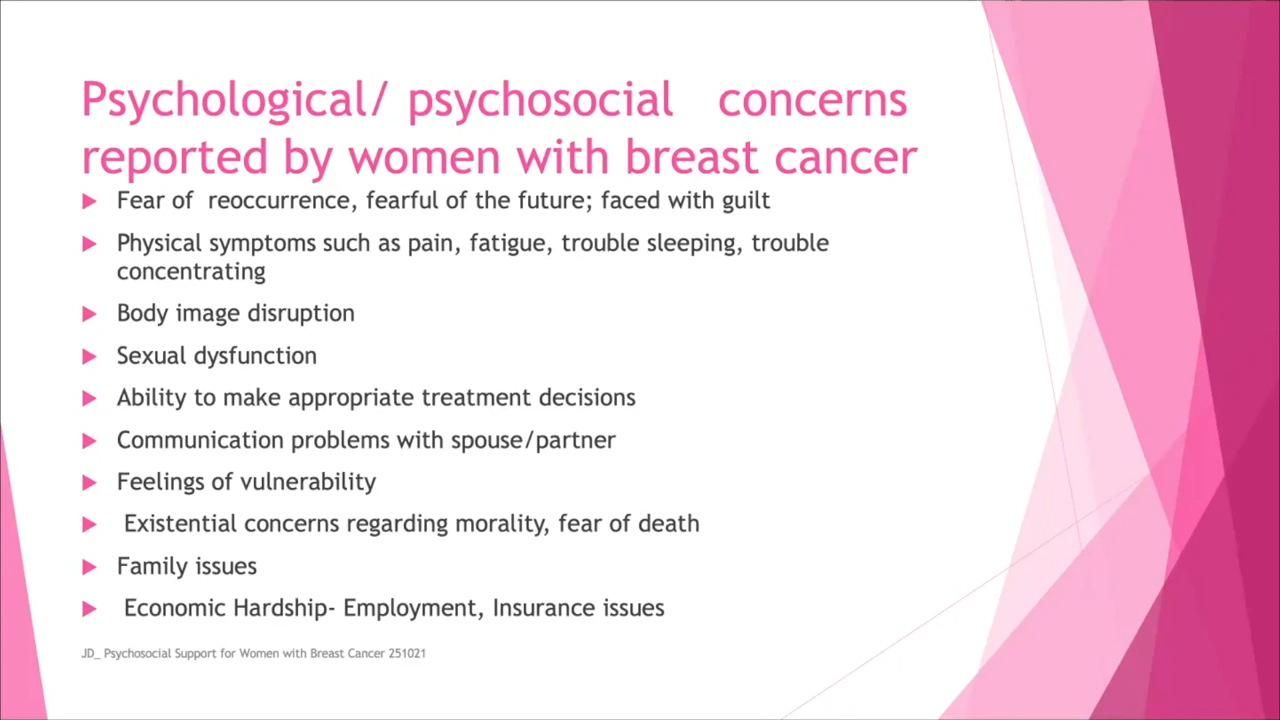 Psychological/ psychosocial concerns
reported by women with breast cancer
Fear of reoccurrence, fearful of the future; faced with guilt
Physical symptoms such as pain, fatigue, trouble sleeping, trouble
concentrating
Body image disruption
Sexual dysfunction
Ability to make appropriate treatment decisions
Communication problems with spouse/partner
Feelings of vulnerability
Existential concerns regarding morality, fear of death
Family issues
Economic Hardship- Employment, Insurance issues
JD_ Psychosocial Support for Women with Breast Cancer 251021